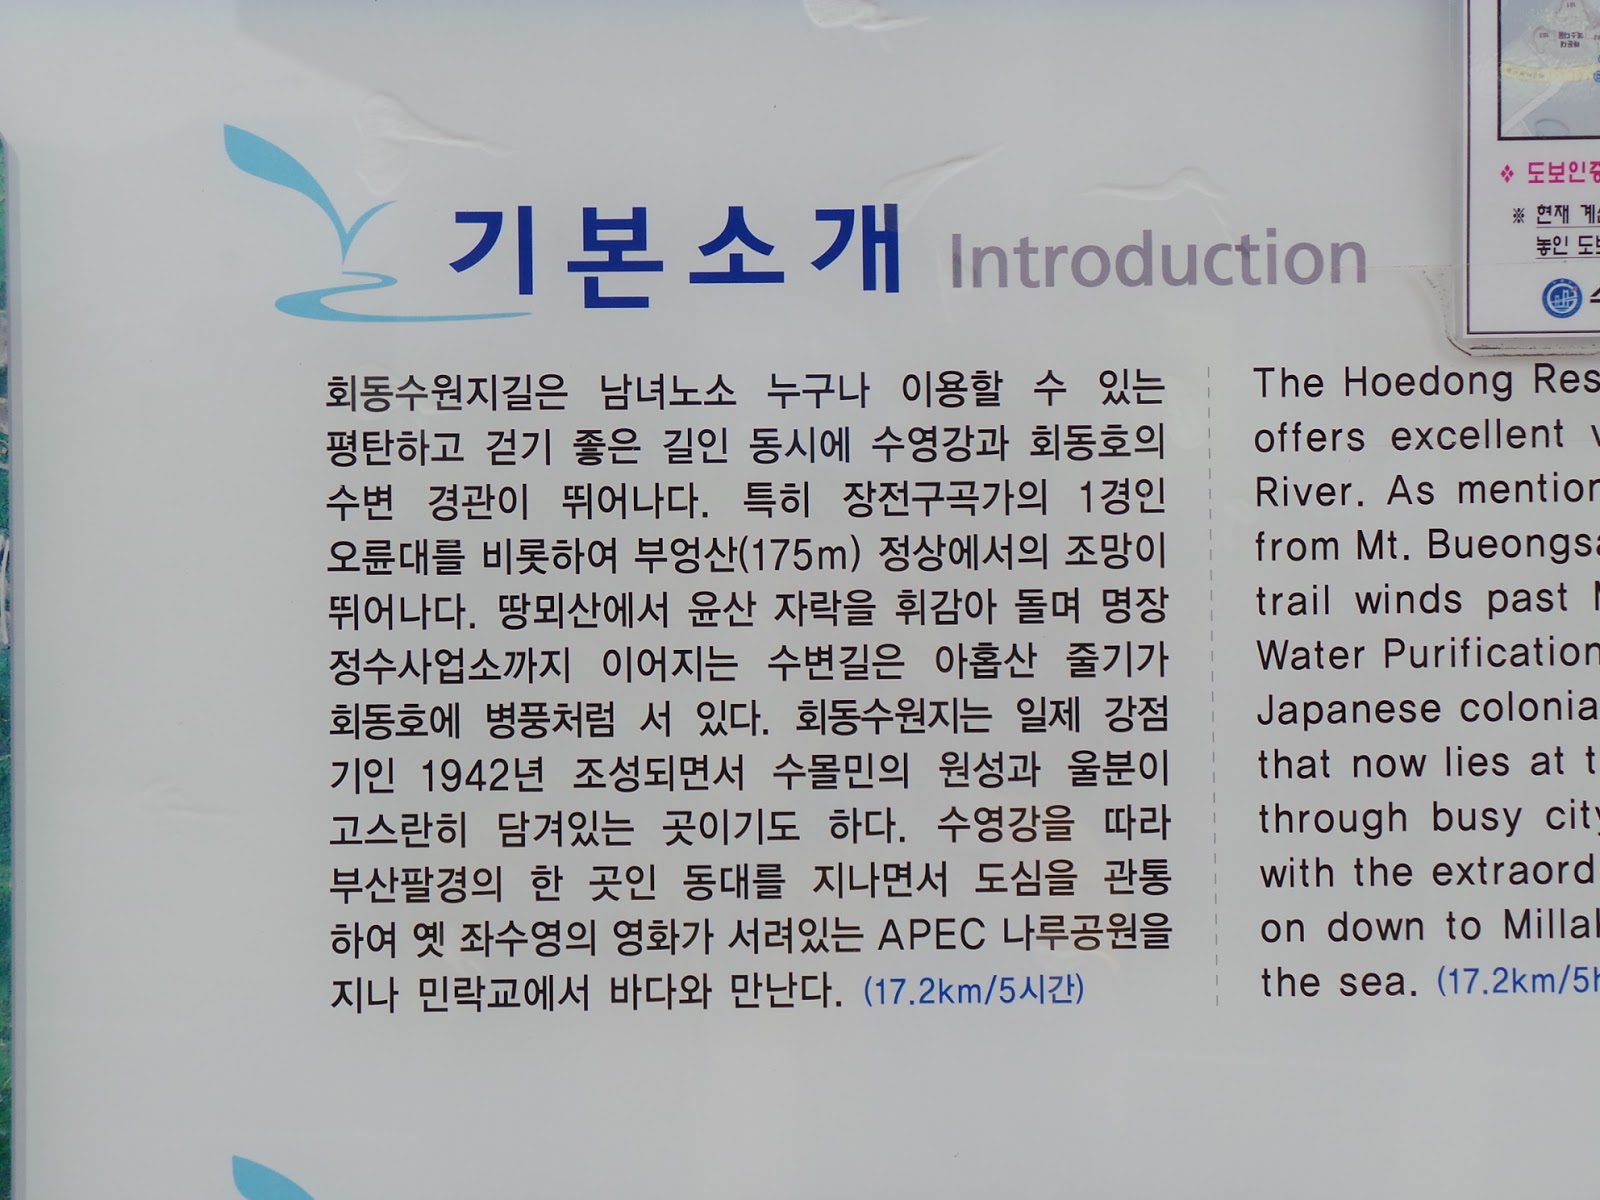 기본소개 Introduction
회동수원지길은 남녀노소 누구나 이용할 수 있는
평탄하고 걷기 좋은 길인 동시에 수영강과 회동호의
수변 경관이 뛰어나다. 특히 장전구곡가의 1경인
오륜대를 비롯하여 부엉산(175m) 정상에서의 조망이
뛰어나다. 땅뫼산에서 윤산 자락을 휘감아 돌며 명장
정수사업소까지 이어지는 수변길은 아홉산 줄기가
회동호에 병풍처럼 서 있다. 회동수원지는 일제 강점
기인 1942년 조성되면서 수몰민의 원성과 울분이
고스란히 담겨있는 곳이기도 하다. 수영강을 따라
부산팔경의 한 곳인 동대를 지나면서 도심을 관통
하여 옛 좌수영의 영화가 서려있는 APEC 나루공원을
지나 민락교에서 바다와 만난다. (17.2km/5시간)
The Hoedong Res
offers excellent
River. As mention
from Mt. Bueongsa
trail winds past
Water Purification
Japanese colonia
that now lies at t
through busy city
with the extraord
on down to Millak
the sea. (17.2km/5h
❖ 도보인증
※ 현재
놓인 도보